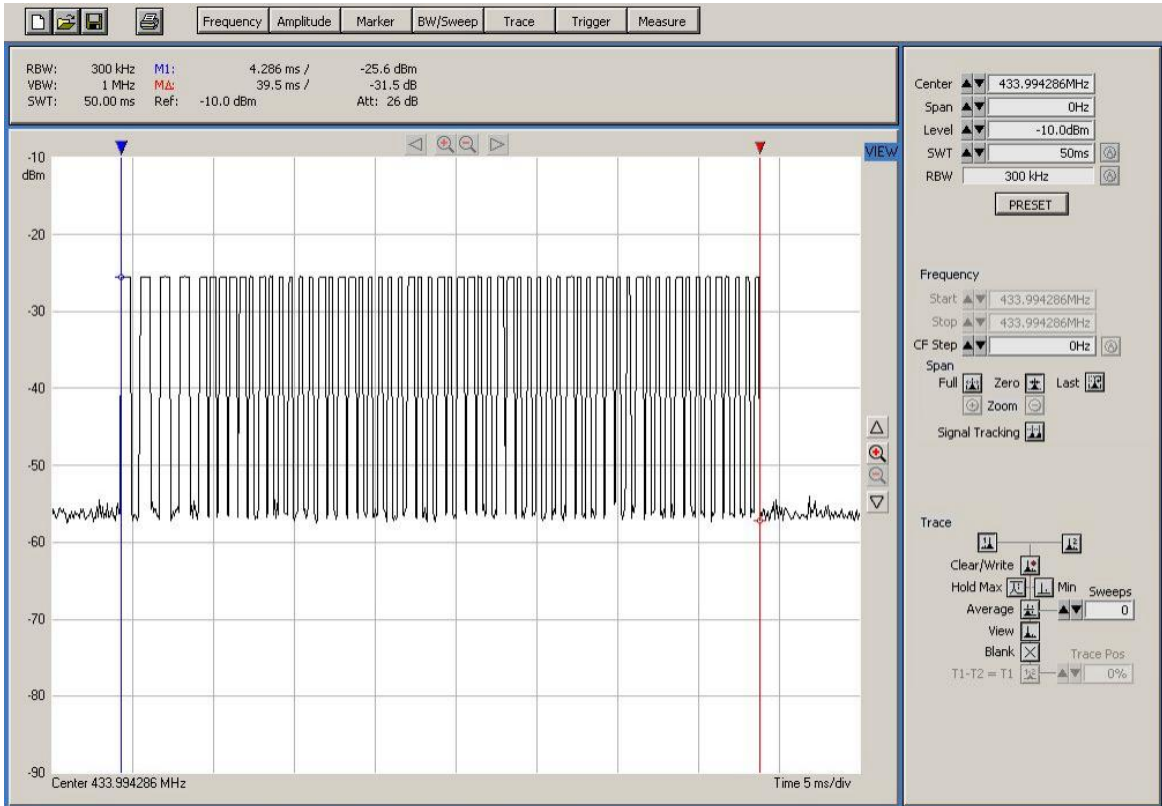 Frequency Amplitude Marker BW/Sweep Trace Trigger Measure
RBW: 300 kHz M1: 4.286 ms / -25.6 dBm
VBW: 1 MHz MΔ: 39.5 ms / -31.5 dB
SWT: 50.00 ms Ref: -10.0 dBm Att: 26 dB
VIEW
-10
dBm
-20
-30
-40
-50
-60
-70
-80
-90
Center 433.994286 MHz Time 5 ms/div
Center 433.994286MHz
Span 0Hz
Level -10.0dBm
SWT 50ms
RBW 300 kHz
PRESET
Frequency
Start 433.994286MHz
Stop 433.994286MHz
CF Step 0Hz
Span
Full Zero Last
Zoom
Signal Tracking
Trace
1 2
Clear/Write
Hold Max Min Sweeps
Average 0
View
Blank Trace Pos
T1-T2 = T1 0%